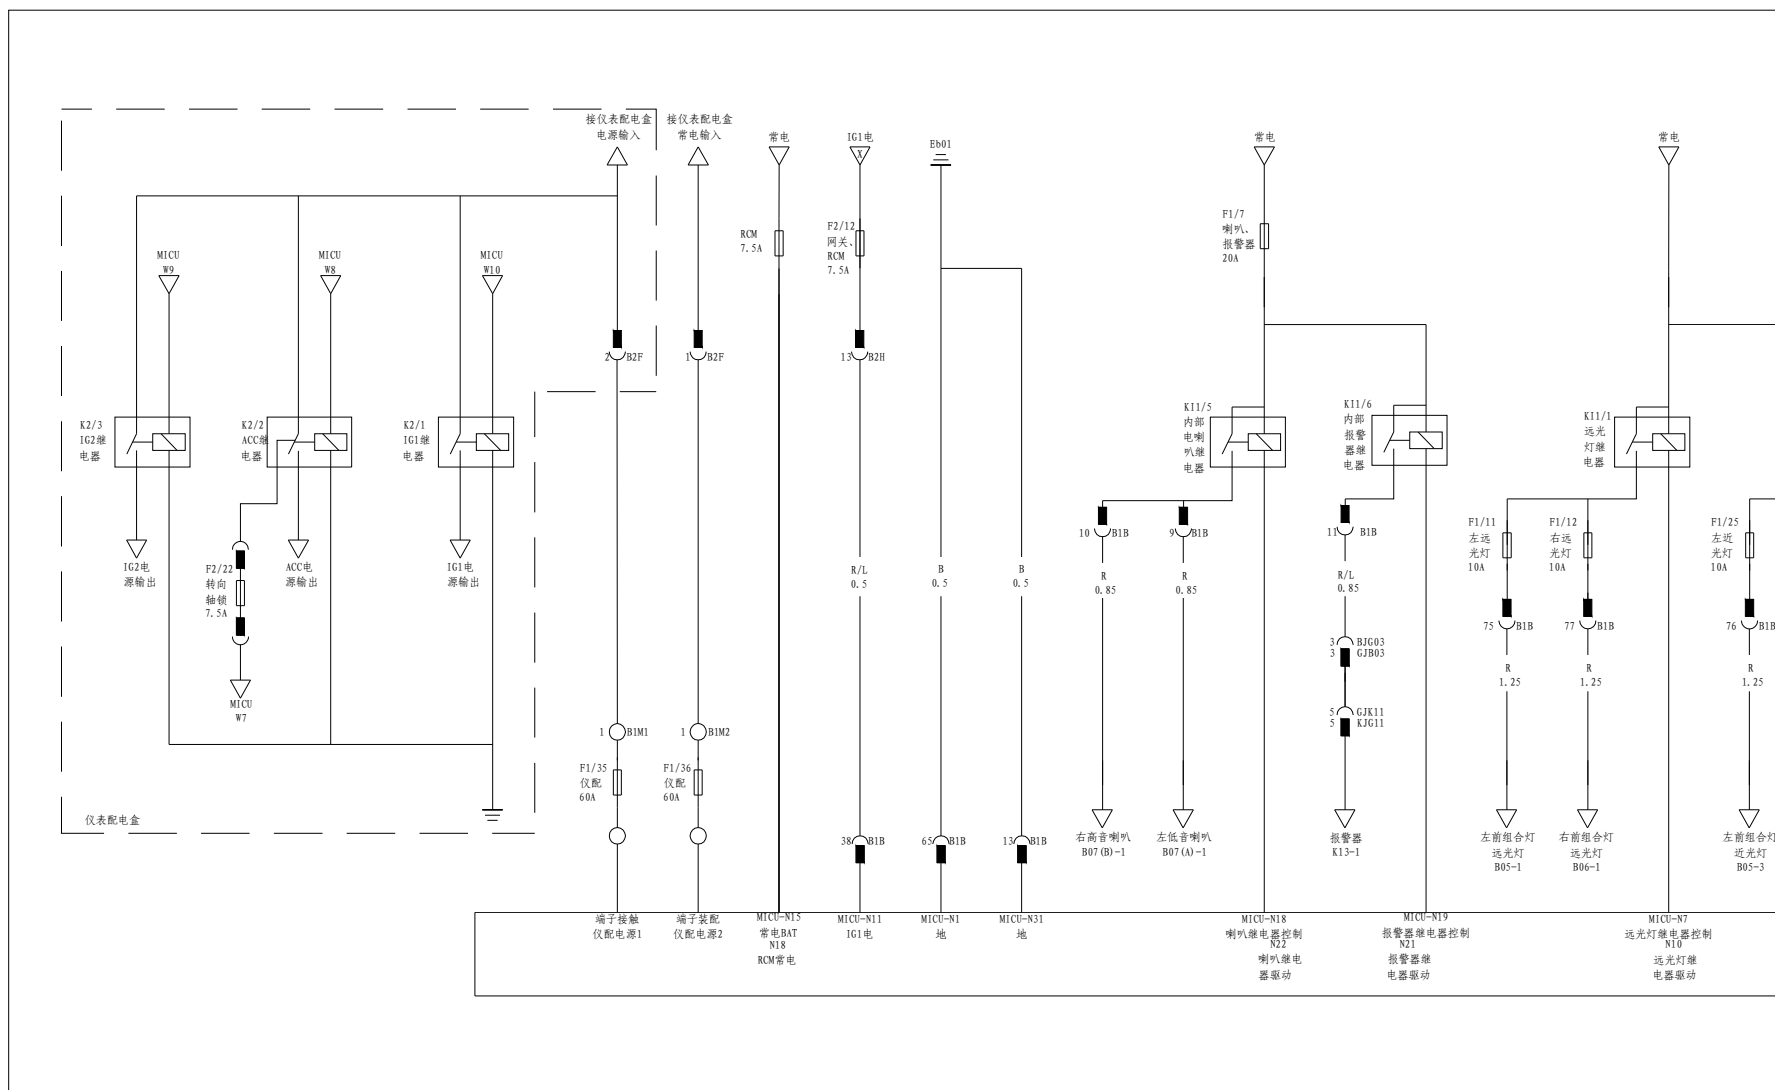 接仪表配电盒
电源输入
接仪表配电盒
常电输入
常电
IG1电
X
Eb01
常电
常电
RCM
7.5A
F2/12
网关、
RCM
7.5A
F1/7
喇叭、
报警器
20A
MICU
W9
MICU
W8
MICU
W10
2
B2F
1
B2F
13
B2H
K2/3
IG2继
电器
K2/2
ACC继
电器
K2/1
IG1继
电器
KI1/5
内部
电喇
叭继
电器
KI1/6
内部
报警
器继
电器
KI1/1
远光
灯继
电器
10
B1B
9
B1B
11
B1B
F1/11
左远
光灯
10A
F1/12
右远
光灯
10A
F1/25
左近
光灯
10A
IG2电
源输出
F2/22
转向
轴锁
7.5A
ACC电
源输出
IG1电
源输出
R/L
0.5
B
0.5
B
0.5
R
0.85
R
0.85
R/L
0.85
75
B1B
77
B1B
76
B1B
3
BJG03
3
GJB03
R
1.25
R
1.25
R
1.25
MICU
W7
5
GJK11
5
KJG11
1
B1M1
1
B1M2
F1/35
仪配
60A
F1/36
仪配
60A
仪表配电盒
38
B1B
65
B1B
13
B1B
右高音喇叭
B07(B)-1
左低音喇叭
B07(A)-1
报警器
K13-1
左前组合灯
远光灯
B05-1
右前组合灯
远光灯
B06-1
左前组合灯
近光灯
B05-3
端子接触
仪配电源1
端子装配
仪配电源2
MICU-N15
常电BAT
N18
RCM常电
MICU-N11
IG1电
MICU-N1
地
MICU-N31
地
MICU-N18
喇叭继电器控制
N22
喇叭继电
器驱动
MICU-N19
报警器继电器控制
N21
报警器继
电器驱动
MICU-N7
远光灯继电器控制
N10
远光灯继
电器驱动